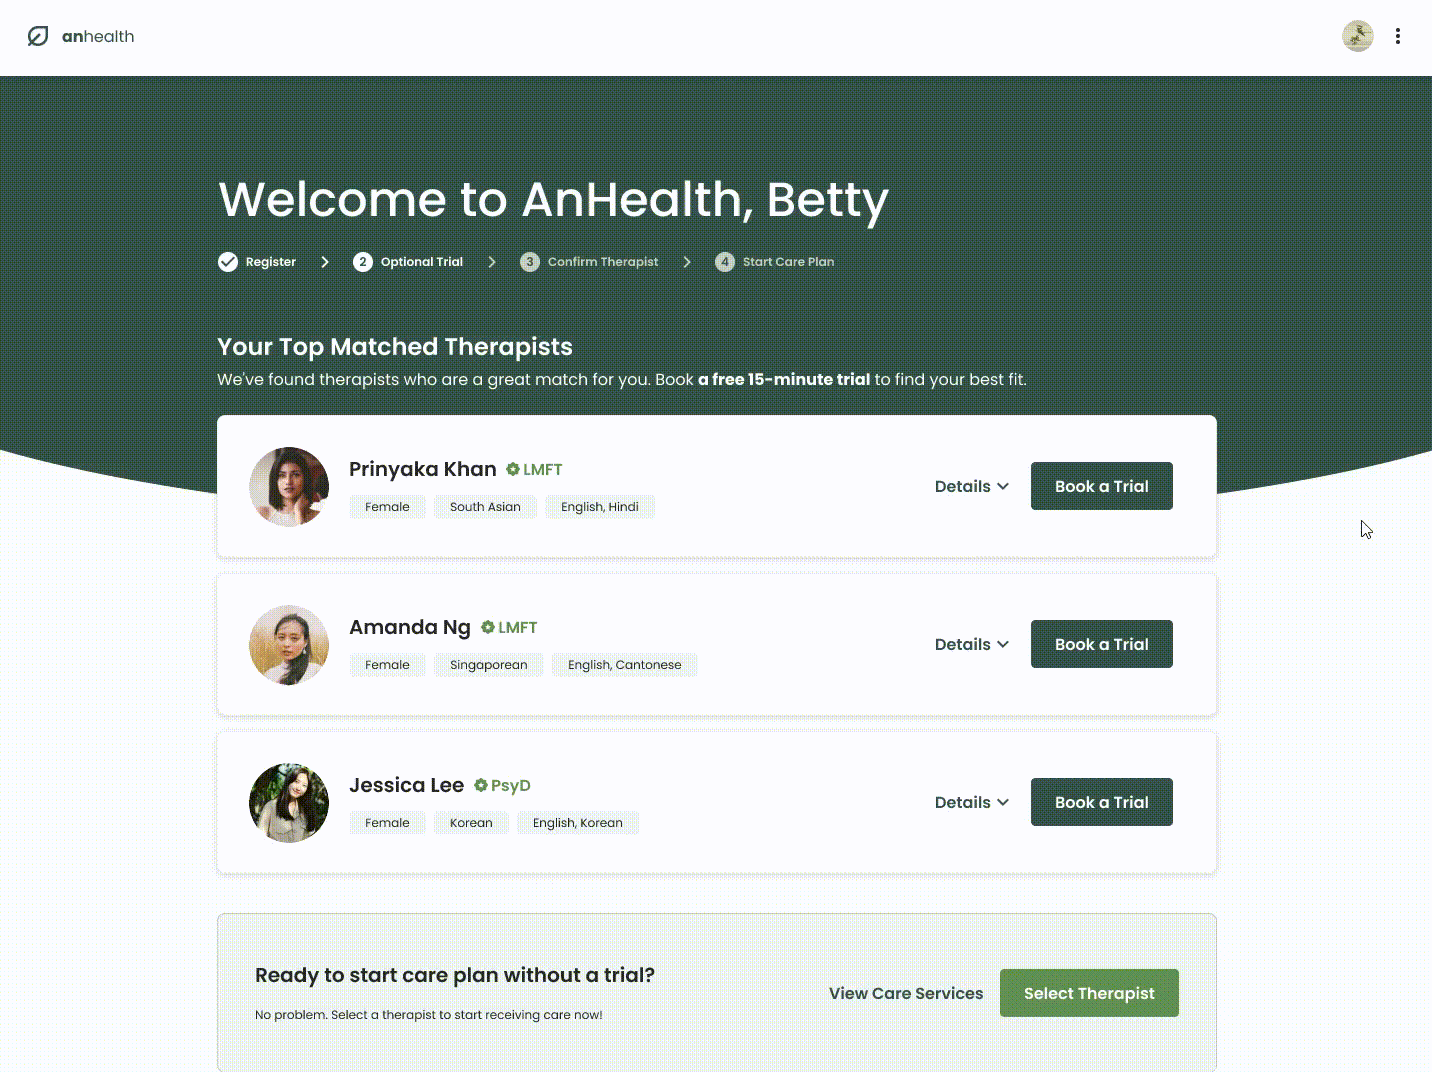 anhealth
Welcome to AnHealth, Betty
Register
2 Optional Trial
3 Confirm Therapist
4 Start Care Plan
Your Top Matched Therapists
We've found therapists who are a great match for you. Book a free 15-minute trial to find your best fit.
Prinyaka Khan LMFT
Female South Asian English, Hindi
Details Book a Trial
Amanda Ng LMFT
Female Singaporean English, Cantonese
Details Book a Trial
Jessica Lee PsyD
Female Korean English, Korean
Details Book a Trial
Ready to start care plan without a trial?
No problem. Select a therapist to start receiving care now!
View Care Services Select Therapist